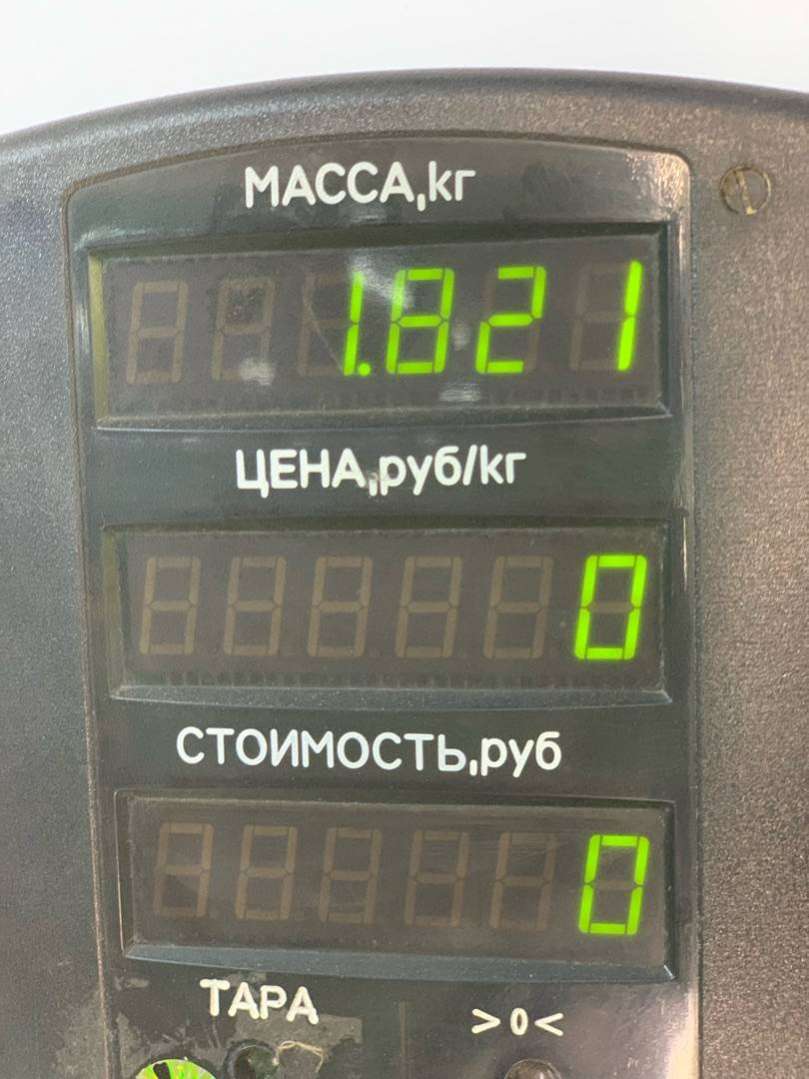 МАССА,кг
1.821
ЦЕНА,руб/кг
0
СТОИМОСТЬ,руб
0
ТАРА >0<